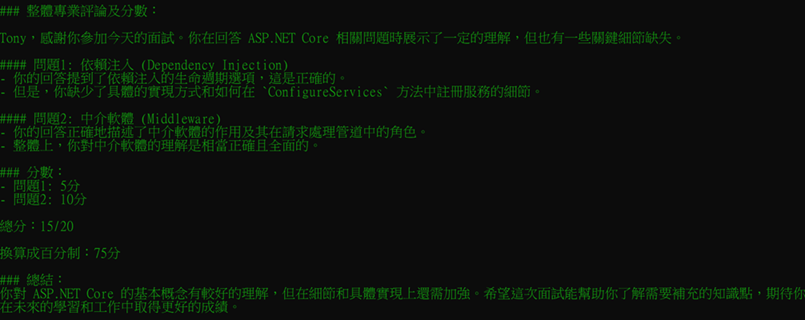 ### 整體專業評論及分數：
Tony，感謝你參加今天的面試。你在回答 ASP.NET Core 相關問題時展示了一定的理解，但也有一些關鍵細節缺失。
#### 問題1: 依賴注入 (Dependency Injection)
- 你的回答提到了依賴注入的生命週期選項，這是正確的。
- 但是，你缺少了具體的實現方式和如何在 `ConfigureServices` 方法中註冊服務的細節。
#### 問題2: 中介軟體 (Middleware)
- 你的回答正確地描述了中介軟體的作用及其在請求處理管道中的角色。
- 整體上，你對中介軟體的理解是相當正確且全面的。
### 分數：
- 問題1: 5分
- 問題2: 10分
總分：15/20
換算成百分制：75分
### 總結：
你對 ASP.NET Core 的基本概念有較好的理解，但在細節和具體實現上還需加強。希望這次面試能幫助你了解需要補充的知識點，期待你
在未來的學習和工作中取得更好的成績。